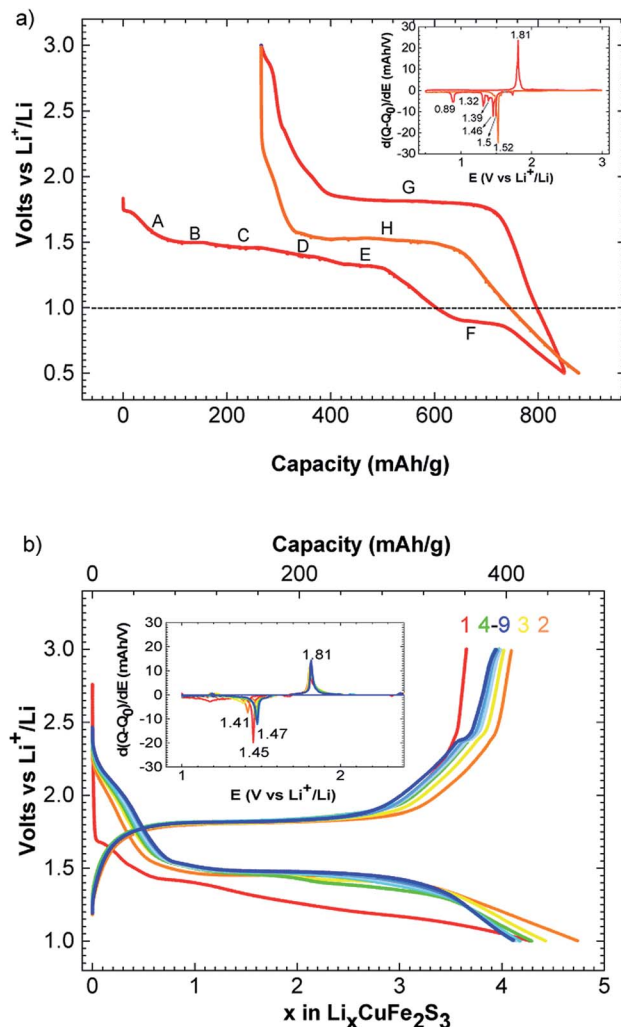 a)
3.0
2.5
2.0
1.5
1.0
0.5
Volts vs Li⁺/Li
A
B
C
D
E
F
G
H
0
200
400
600
800
Capacity (mAh/g)
30
20
10
0
-10
-20
-30
d(Q-Q₀)/dE (mAh/V)
1.81
0.89
1.32
1.39
1.46
1.5
1.52
1
2
3
E (V vs Li⁺/Li)
b)
Capacity (mAh/g)
0
100
200
300
400
3.0
2.5
2.0
1.5
1.0
Volts vs Li⁺/Li
1 4-9 3 2
30
20
10
0
-10
-20
-30
d(Q-Q₀)/dE (mAh/V)
1.81
1.41
1.47
1.45
1
2
E (V vs Li⁺/Li)
0
1
2
3
4
5
x in LiₓCuFe₂S₃